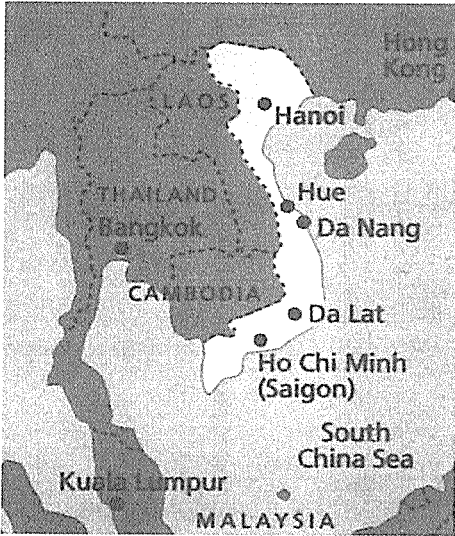 Hong
Kong
LAOS
Hanoi
THAILAND
Hue
Bangkok
Da Nang
CAMBODIA
Da Lat
Ho Chi Minh
(Saigon)
South
China Sea
Kuala Lumpur
MALAYSIA